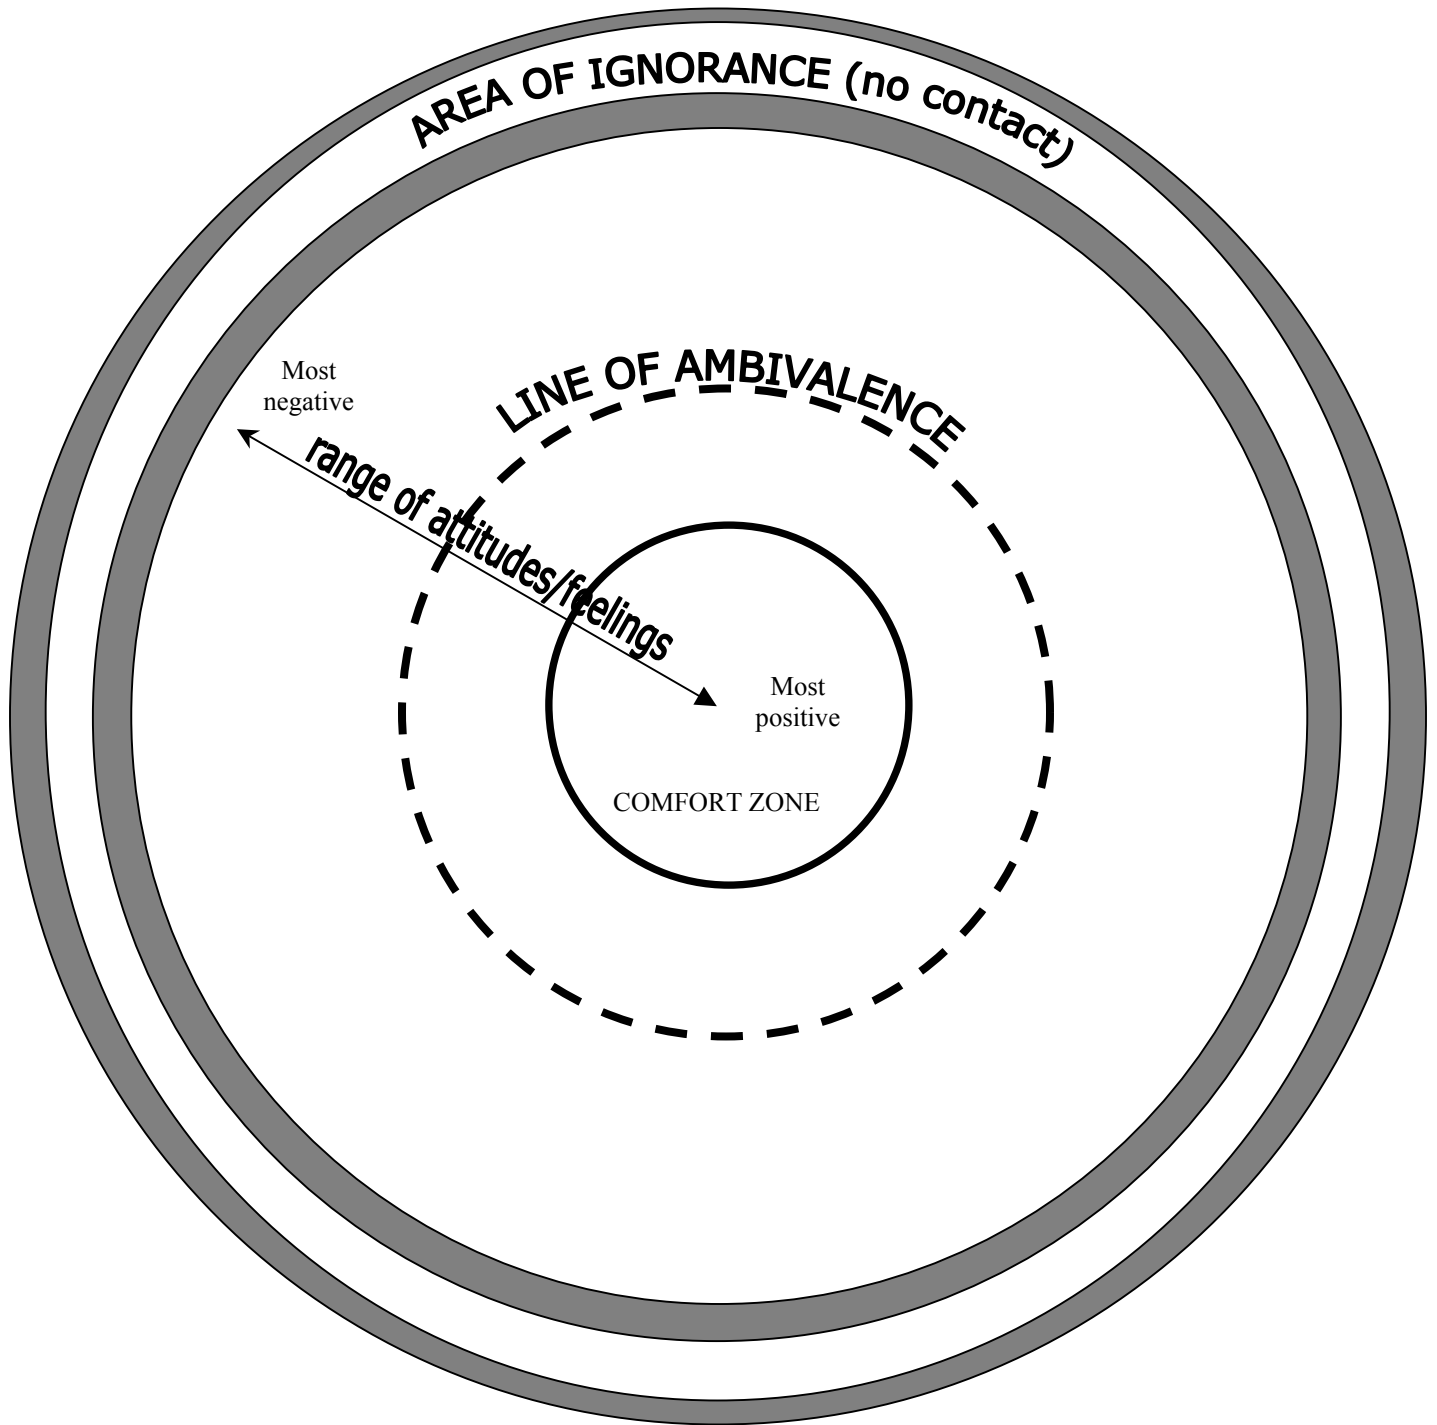 AREA OF IGNORANCE (no contact)
LINE OF AMBIVALENCE
Most
negative
range of attitudes/feelings
Most
positive
COMFORT ZONE